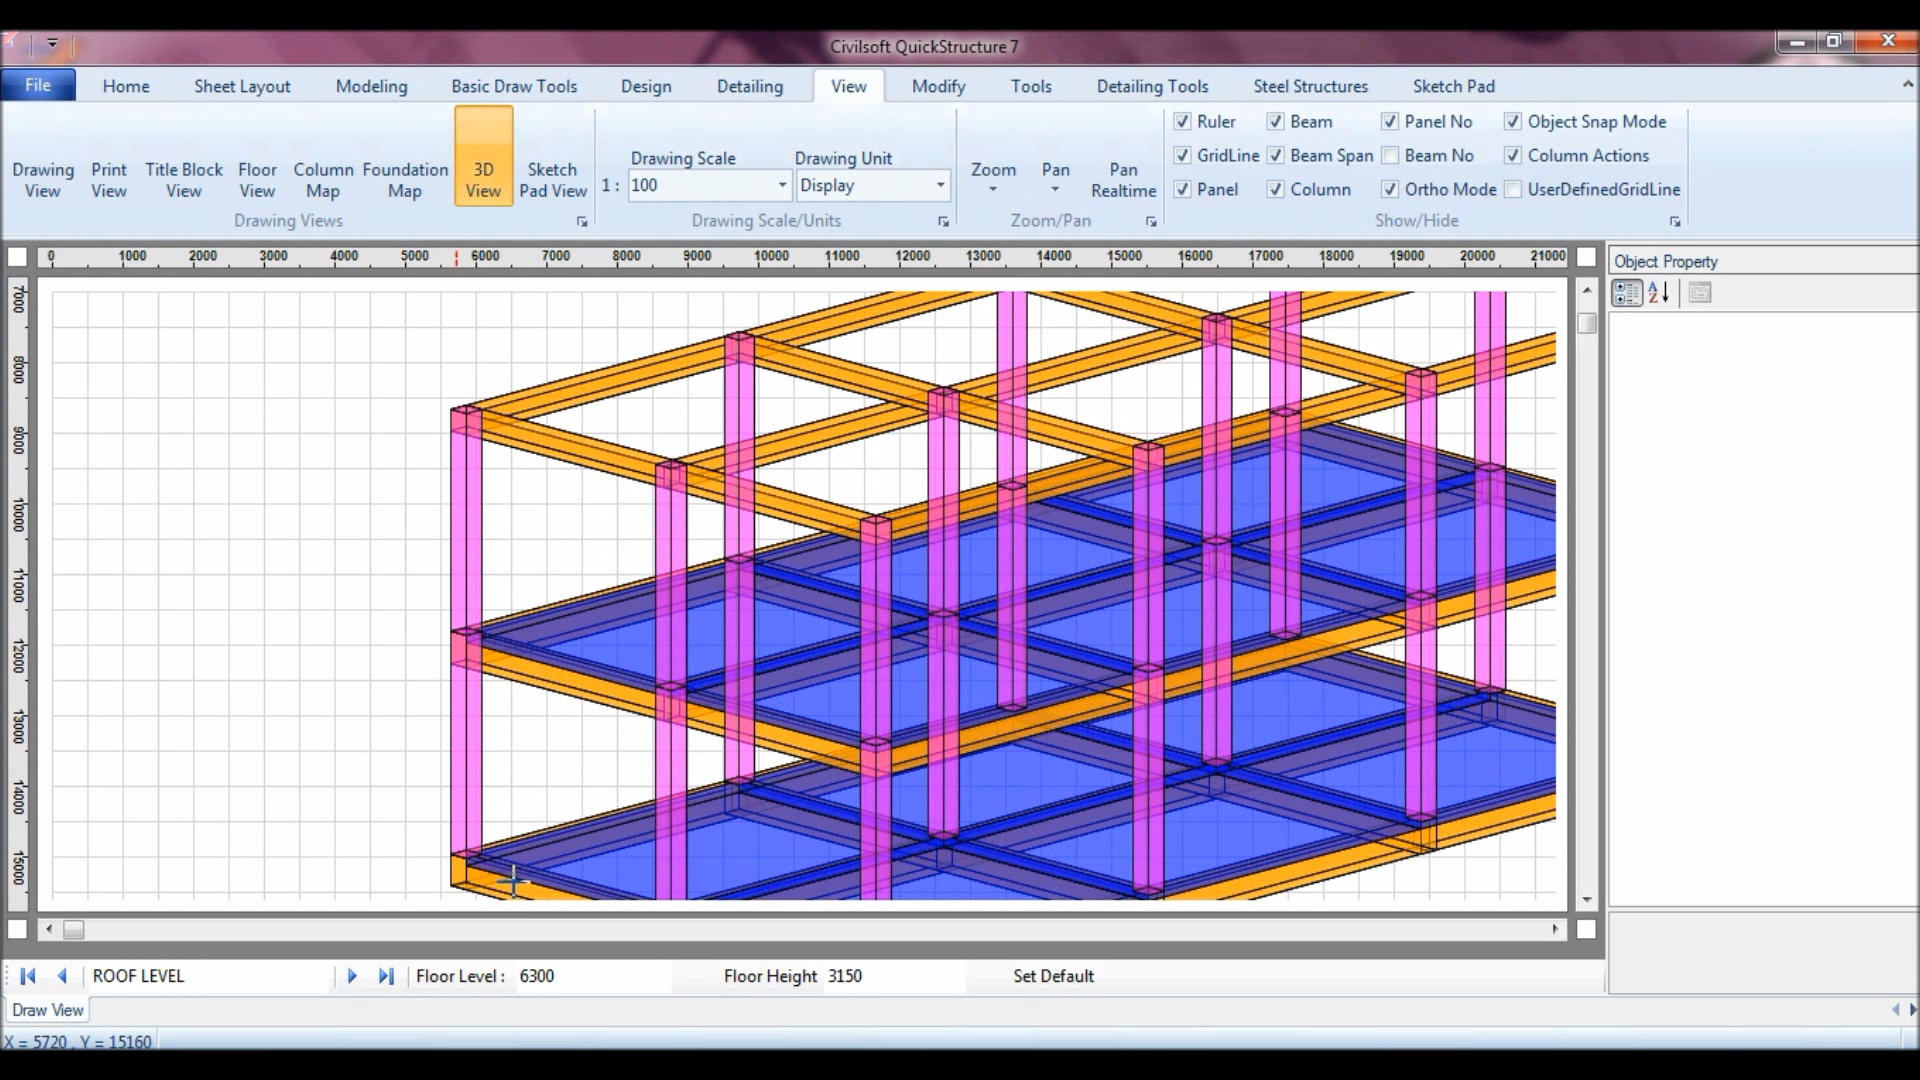 Civilsoft QuickStructure 7
File Home Sheet Layout Modeling Basic Draw Tools Design Detailing View Modify Tools Detailing Tools Steel Structures Sketch Pad
Drawing View Print View Title Block View Floor View Column Map Foundation Map 3D View Sketch Pad View
Drawing Views
Drawing Scale Drawing Unit
1 : 100 Display
Drawing Scale/Units
Zoom Pan Pan Realtime
Zoom/Pan
Ruler Beam Panel No Object Snap Mode
GridLine Beam Span Beam No Column Actions
Panel Column Ortho Mode UserDefinedGridLine
Show/Hide
0 1000 2000 3000 4000 5000 6000 7000 8000 9000 10000 11000 12000 13000 14000 15000 16000 17000 18000 19000 20000 21000
7000
8000
9000
10000
11000
12000
13000
14000
15000
Object Property
A Z
ROOF LEVEL Floor Level : 6300 Floor Height 3150 Set Default
Draw View
X = 5720 , Y = 15160